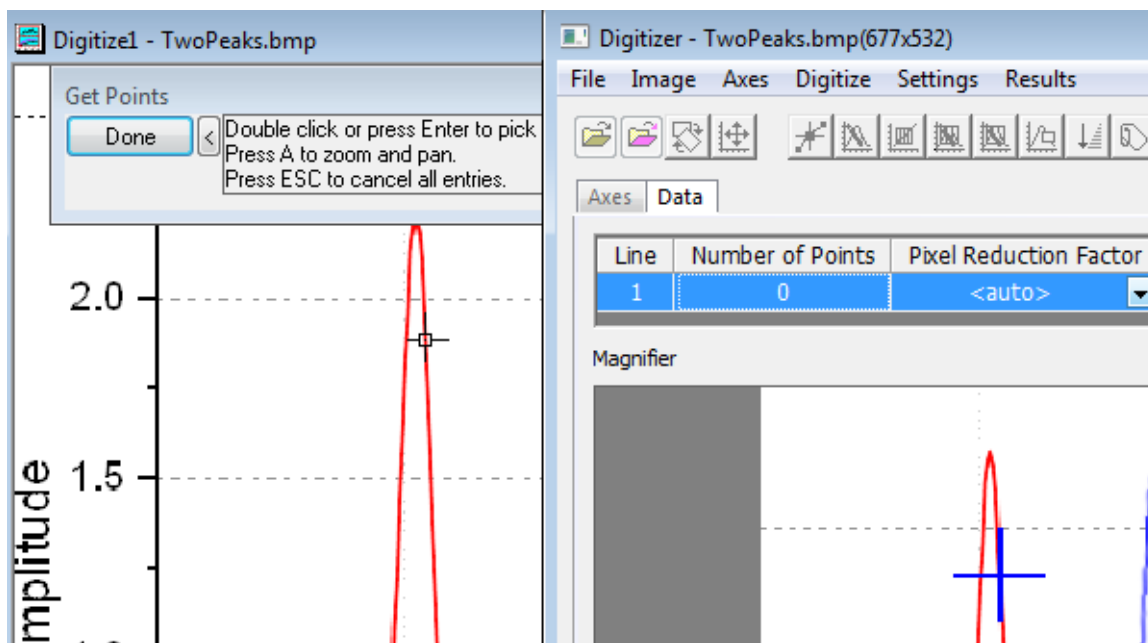 Digitize1 - TwoPeaks.bmp
Get Points
Done
<
Double click or press Enter to pick
Press A to zoom and pan.
Press ESC to cancel all entries.
2.0
1.5
mplitude
Digitizer - TwoPeaks.bmp(677x532)
File Image Axes Digitize Settings Results
Axes Data
Line Number of Points Pixel Reduction Factor
1 0 <auto>
Magnifier